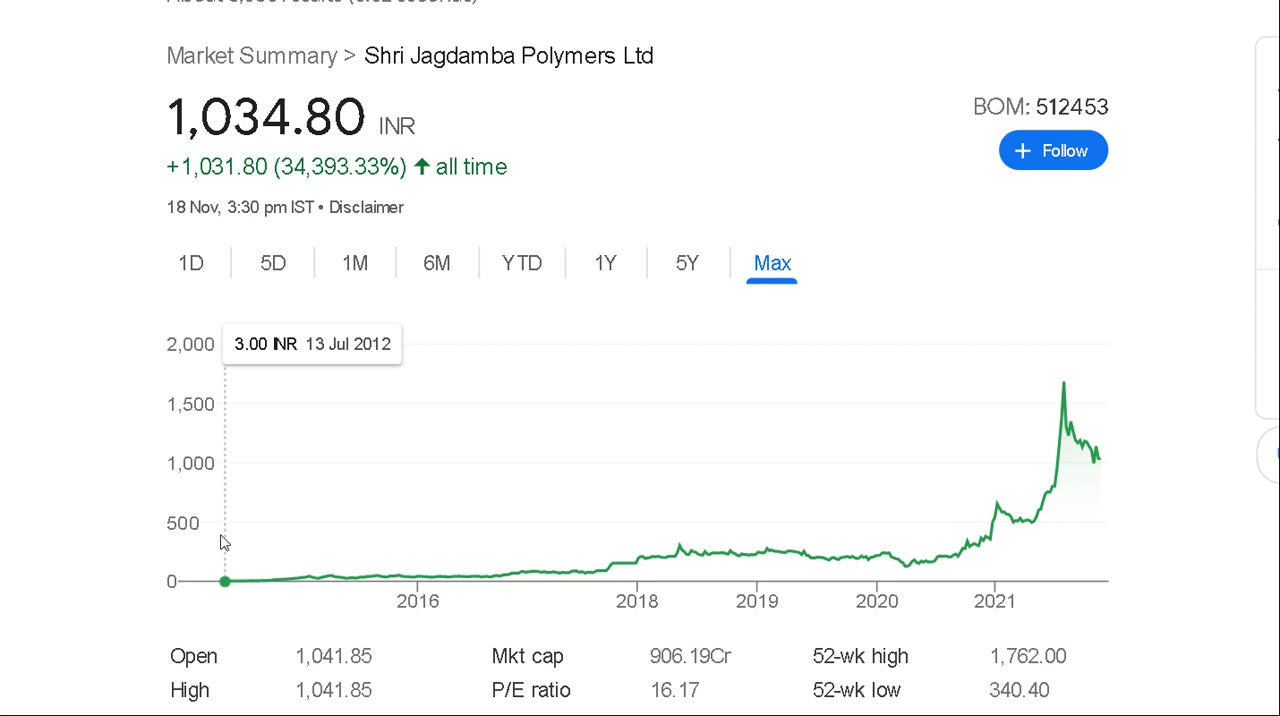 Market Summary > Shri Jagdamba Polymers Ltd
1,034.80 INR
BOM: 512453
+1,031.80 (34,393.33%) ↑ all time
+ Follow
18 Nov, 3:30 pm IST • Disclaimer
1D 5D 1M 6M YTD 1Y 5Y Max
3.00 INR 13 Jul 2012
2,000
1,500
1,000
500
0
2016 2018 2019 2020 2021
Open 1,041.85 Mkt cap 906.19Cr 52-wk high 1,762.00
High 1,041.85 P/E ratio 16.17 52-wk low 340.40